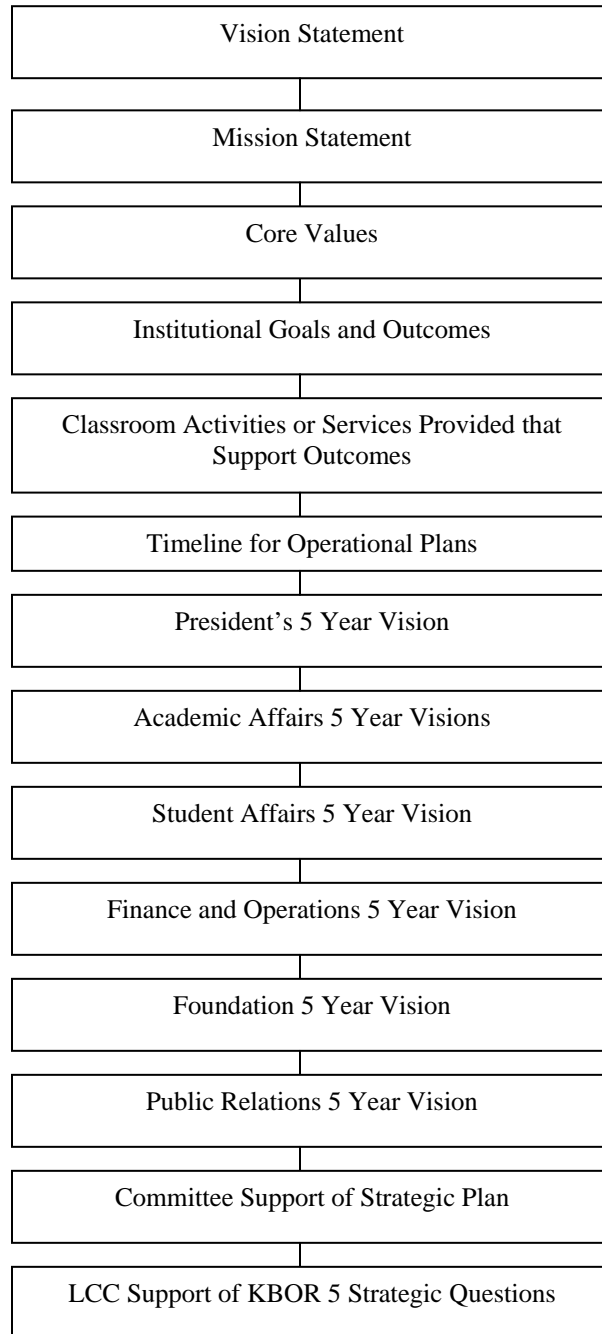 Vision Statement
Mission Statement
Core Values
Institutional Goals and Outcomes
Classroom Activities or Services Provided that
Support Outcomes
Timeline for Operational Plans
President’s 5 Year Vision
Academic Affairs 5 Year Visions
Student Affairs 5 Year Vision
Finance and Operations 5 Year Vision
Foundation 5 Year Vision
Public Relations 5 Year Vision
Committee Support of Strategic Plan
LCC Support of KBOR 5 Strategic Questions